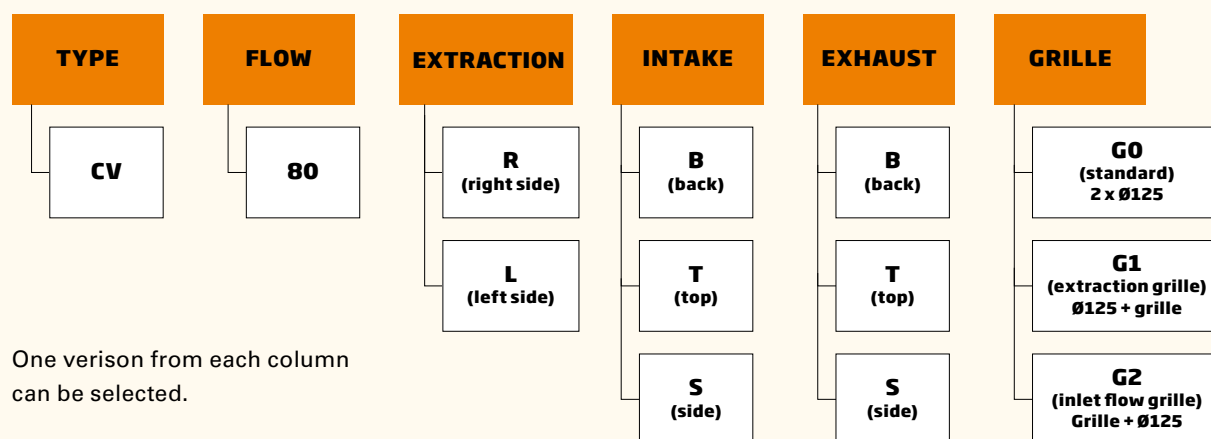 TYPE
FLOW
EXTRACTION
INTAKE
EXHAUST
GRILLE
CV
80
R
(right side)
L
(left side)
B
(back)
T
(top)
S
(side)
B
(back)
T
(top)
S
(side)
G0
(standard)
2 x Ø125
G1
(extraction grille)
Ø125 + grille
G2
(inlet flow grille)
Grille + Ø125
One verison from each column
can be selected.